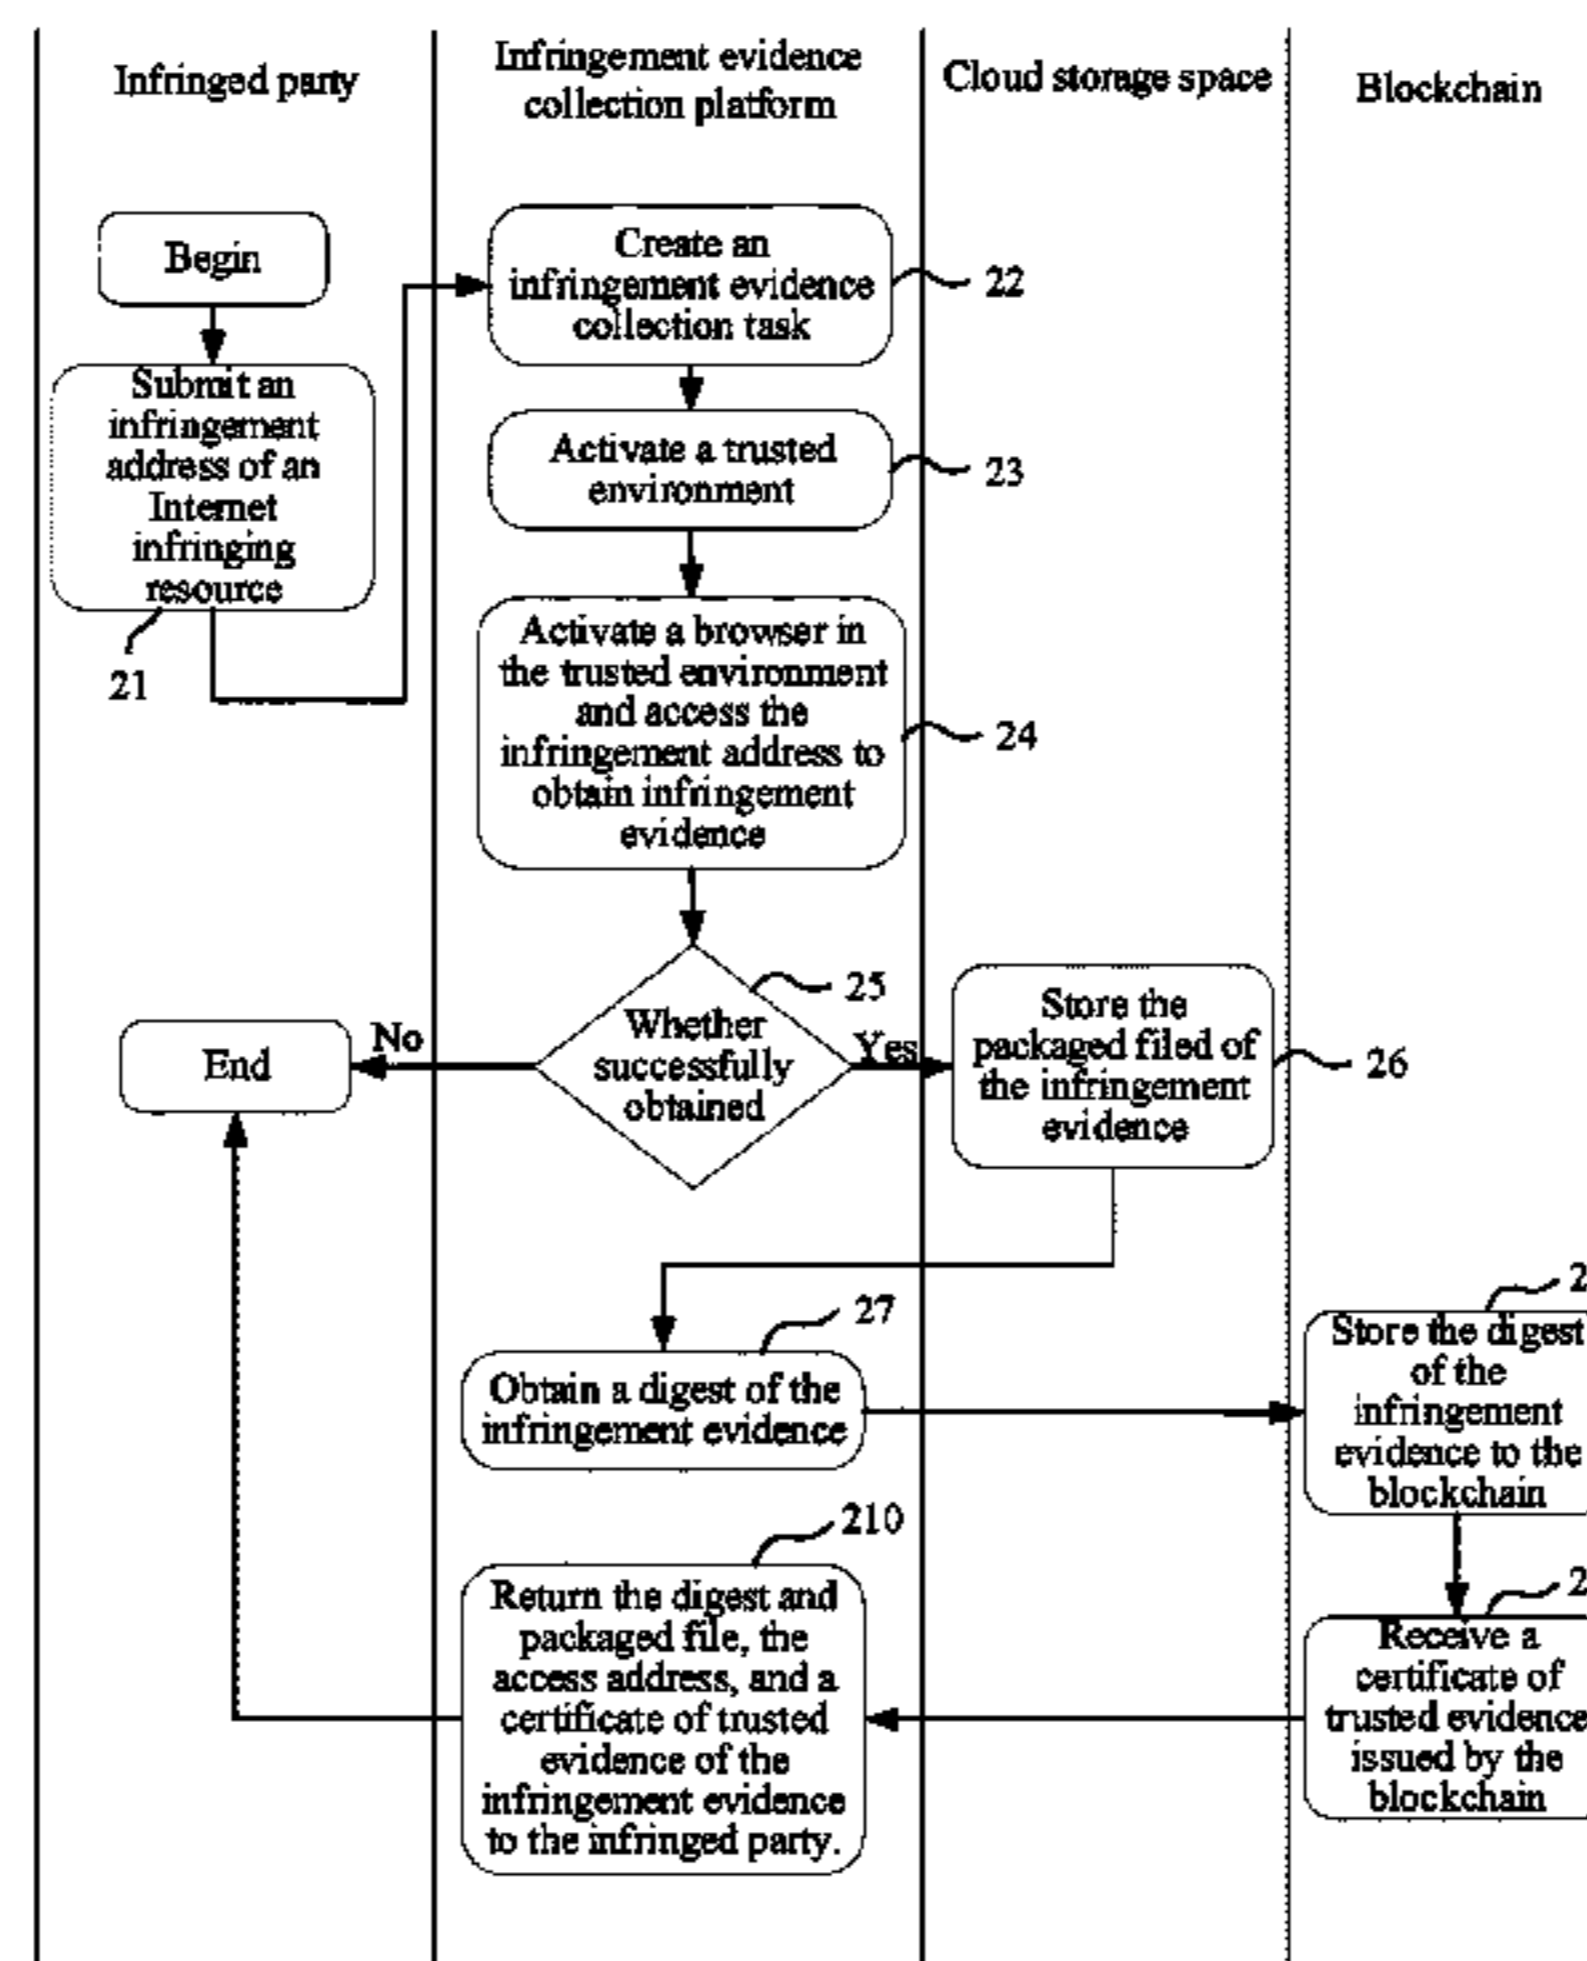 Infringed party
Infringement evidence
collection platform
Cloud storage space
Blockchain
Begin
Submit an
infringement
address of an
Internet
infringing
resource
21
Create an
infringement evidence
collection task
22
Activate a trusted
environment
23
Activate a browser in
the trusted environment
and access the
infringement address to
obtain infringement
evidence
24
25
Whether
successfully
obtained
No
End
Yes
Store the
packaged filed of
the infringement
evidence
26
27
Obtain a digest of the
infringement evidence
2
Store the digest
of the
infringement
evidence to the
blockchain
2
Receive a
certificate of
trusted evidence
issued by the
blockchain
210
Return the digest and
packaged file, the
access address, and a
certificate of trusted
evidence of the
infringement evidence
to the infringed party.